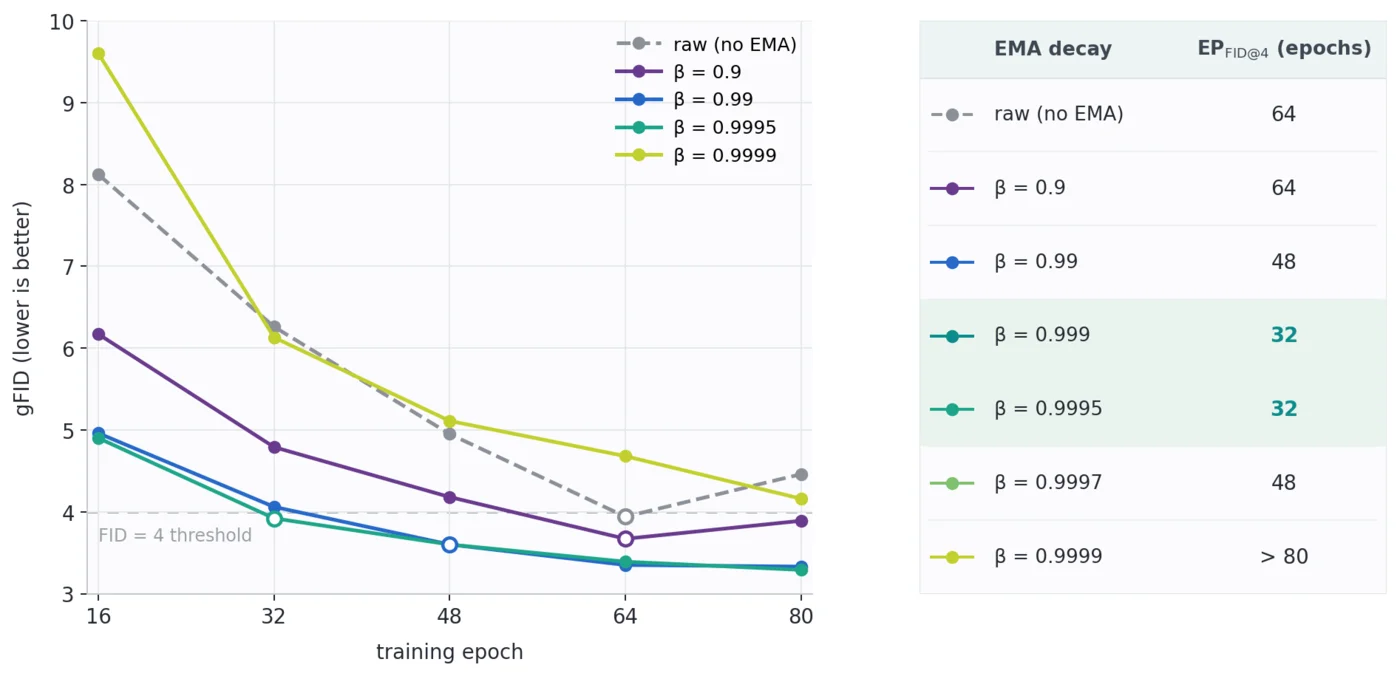 10
9
8
7
6
5
4
3
gFID (lower is better)
raw (no EMA)
β = 0.9
β = 0.99
β = 0.9995
β = 0.9999
FID = 4 threshold
16 32 48 64 80
training epoch
EMA decay EP_FID@4 (epochs)
raw (no EMA) 64
β = 0.9 64
β = 0.99 48
β = 0.999 32
β = 0.9995 32
β = 0.9997 48
β = 0.9999 > 80